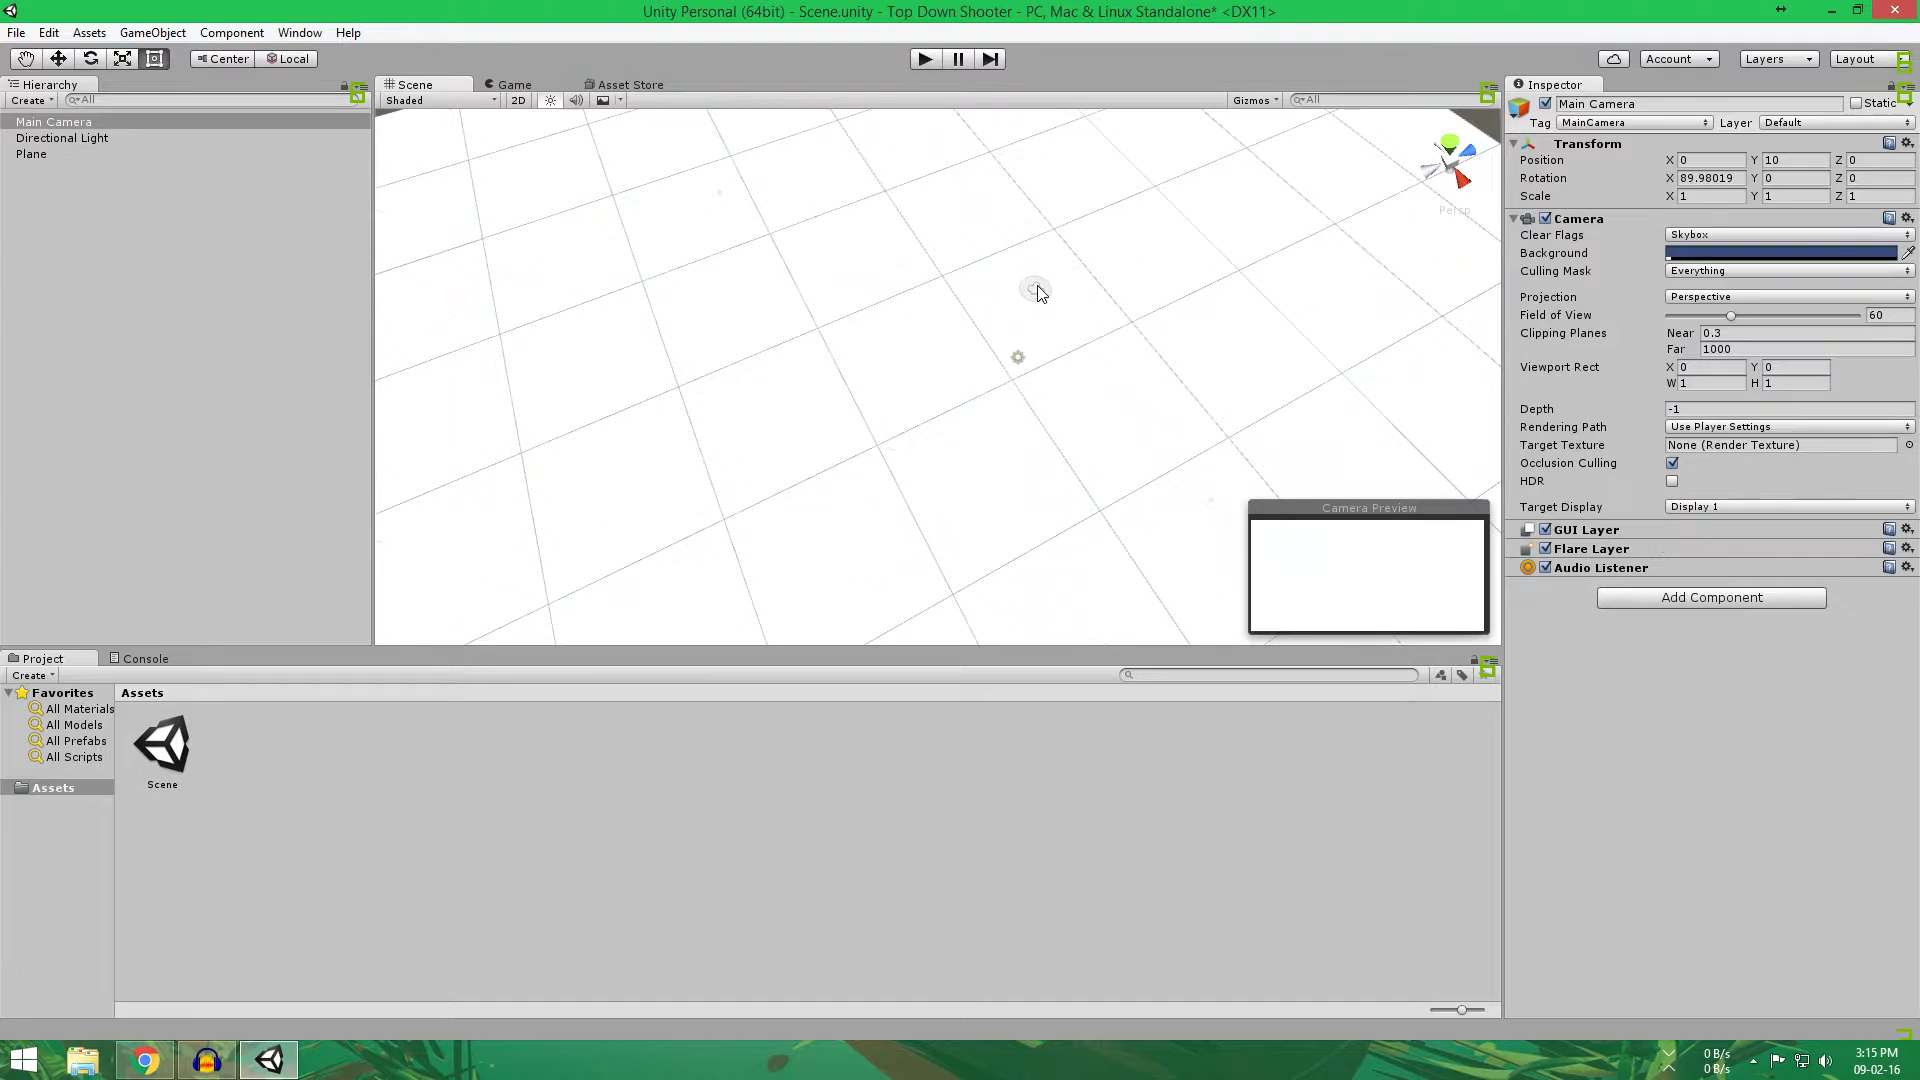 Unity Personal (64bit) - Scene.unity - Top Down Shooter - PC, Mac & Linux Standalone* <DX11>
File Edit Assets GameObject Component Window Help
Center Local Account Layers Layout
Hierarchy
Create All
Main Camera
Directional Light
Plane
Scene Game Asset Store
Shaded 2D Gizmos All
Persp
Camera Preview
Inspector
Main Camera Static
Tag MainCamera Layer Default
Transform
Position X 0 Y 10 Z 0
Rotation X 89.98019 Y 0 Z 0
Scale X 1 Y 1 Z 1
Camera
Clear Flags Skybox
Background
Culling Mask Everything
Projection Perspective
Field of View 60
Clipping Planes Near 0.3
Far 1000
Viewport Rect X 0 Y 0
W 1 H 1
Depth -1
Rendering Path Use Player Settings
Target Texture None (Render Texture)
Occlusion Culling
HDR
Target Display Display 1
GUI Layer
Flare Layer
Audio Listener
Add Component
Project Console
Create
Favorites
All Materials
All Models
All Prefabs
All Scripts
Assets
Assets
Scene
0 B/s
0 B/s
3:15 PM
09-02-16